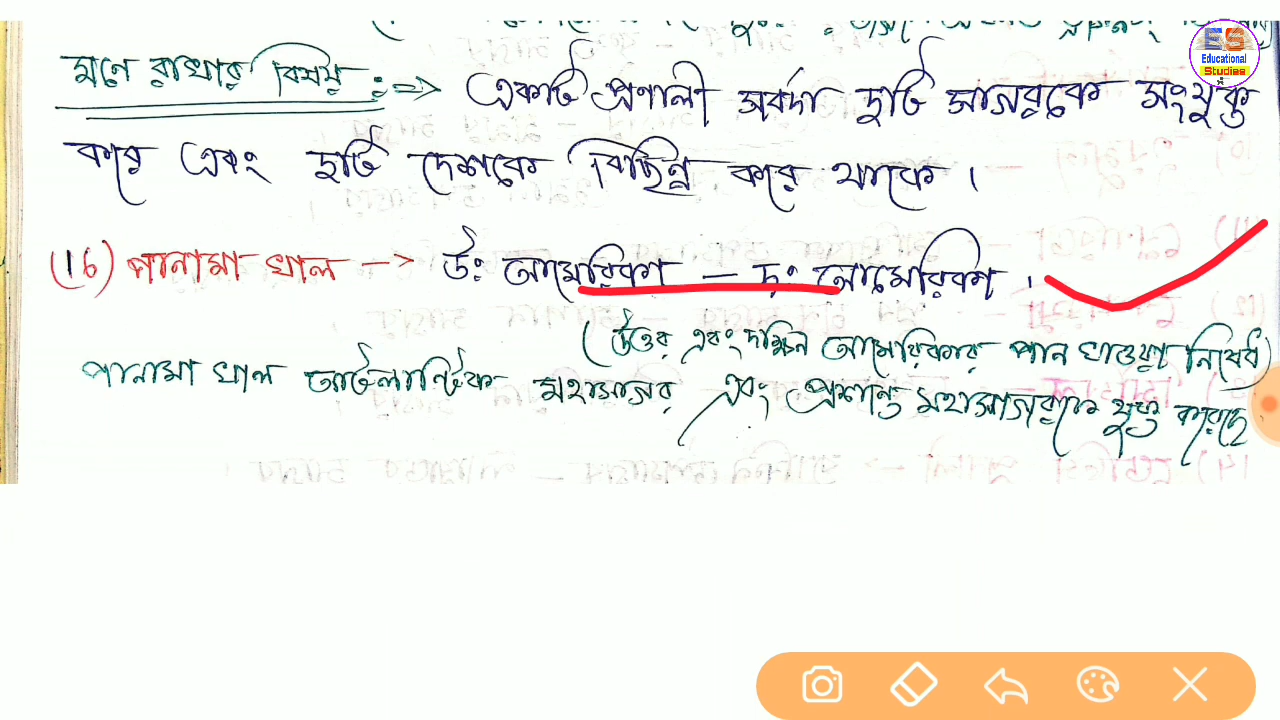 ES
Educational
Studies
মনে রাখার বিষয় :=> একটি প্রণালী সর্বদা দুটি সাগরকে সংযুক্ত
করে এবং দুটি দেশকে বিছিন্ন করে থাকে ।
(16) পানামা খাল —> উঃ আমেরিকা — দঃ আমেরিকা ।
(উত্তর এবং দক্ষিন আমেরিকার পান খাওয়া নিষেধ)
পানামা খাল আটলান্টিক মহাসাগর এবং প্রশান্ত মহাসাগরকে যুক্ত করেছে